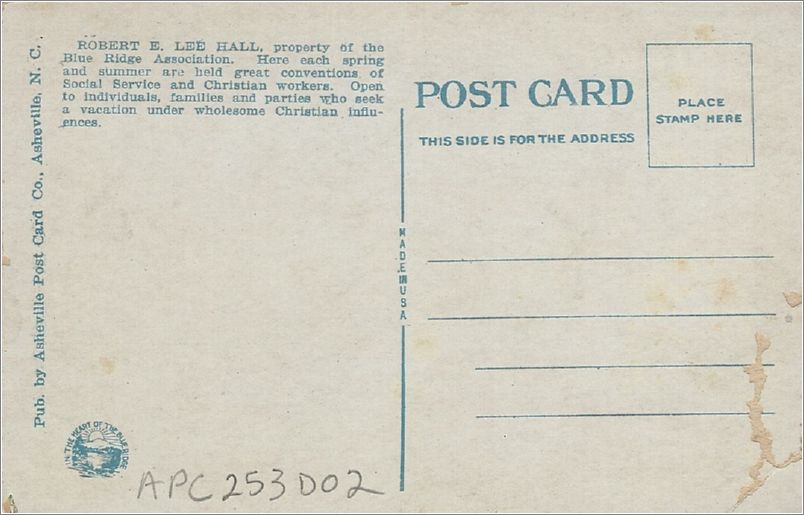 ROBERT E. LEE HALL, property of the
Blue Ridge Association. Here each spring
and summer are held great conventions of
Social Service and Christian workers. Open
to individuals, families and parties who seek
a vacation under wholesome Christian influ-
ences.
Pub. by Asheville Post Card Co., Asheville, N. C.
IN THE HEART OF THE BLUE RIDGE
APC253D02
MADE IN USA
POST CARD
THIS SIDE IS FOR THE ADDRESS
PLACE
STAMP HERE